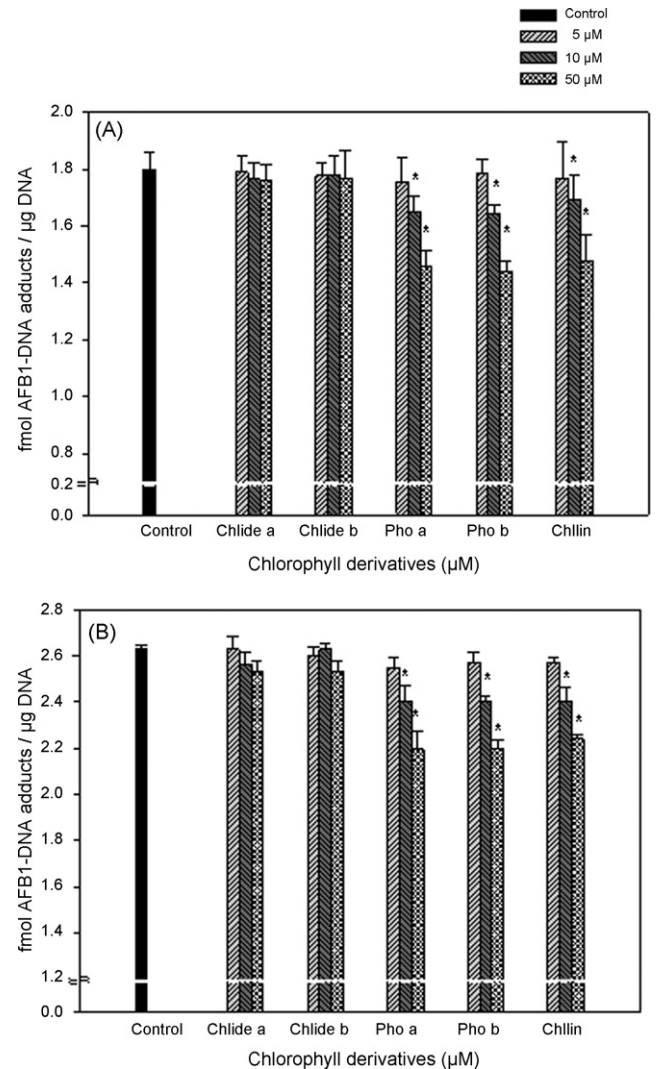 Control
5 µM
10 µM
50 µM
(A)
fmol AFB1-DNA adducts / µg DNA
2.0
1.8
1.6
1.4
1.2
1.0
0.8
0.2
0.0
* * * * * *
Control Chlide a Chlide b Pho a Pho b Chllin
Chlorophyll derivatives (µM)
(B)
fmol AFB1-DNA adducts / µg DNA
2.8
2.6
2.4
2.2
2.0
1.8
1.6
1.4
1.2
0.0
* * * * * *
Control Chlide a Chlide b Pho a Pho b Chllin
Chlorophyll derivatives (µM)